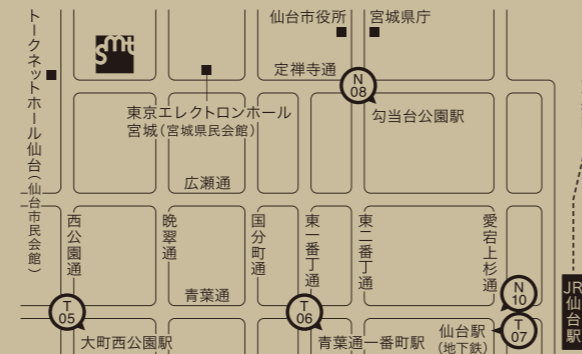 仙台市役所
宮城県庁
トークネットホール仙台(仙台市民会館)
smt
定禅寺通
N
08
東京エレクトロンホール
宮城(宮城県民会館)
勾当台公園駅
広瀬通
西公園通
晩翠通
国分町通
東一番丁通
東二番丁通
愛宕上杉通
青葉通
N
10
JR仙台駅
T
05
T
06
T
07
大町西公園駅
青葉通一番町駅
仙台駅
(地下鉄)